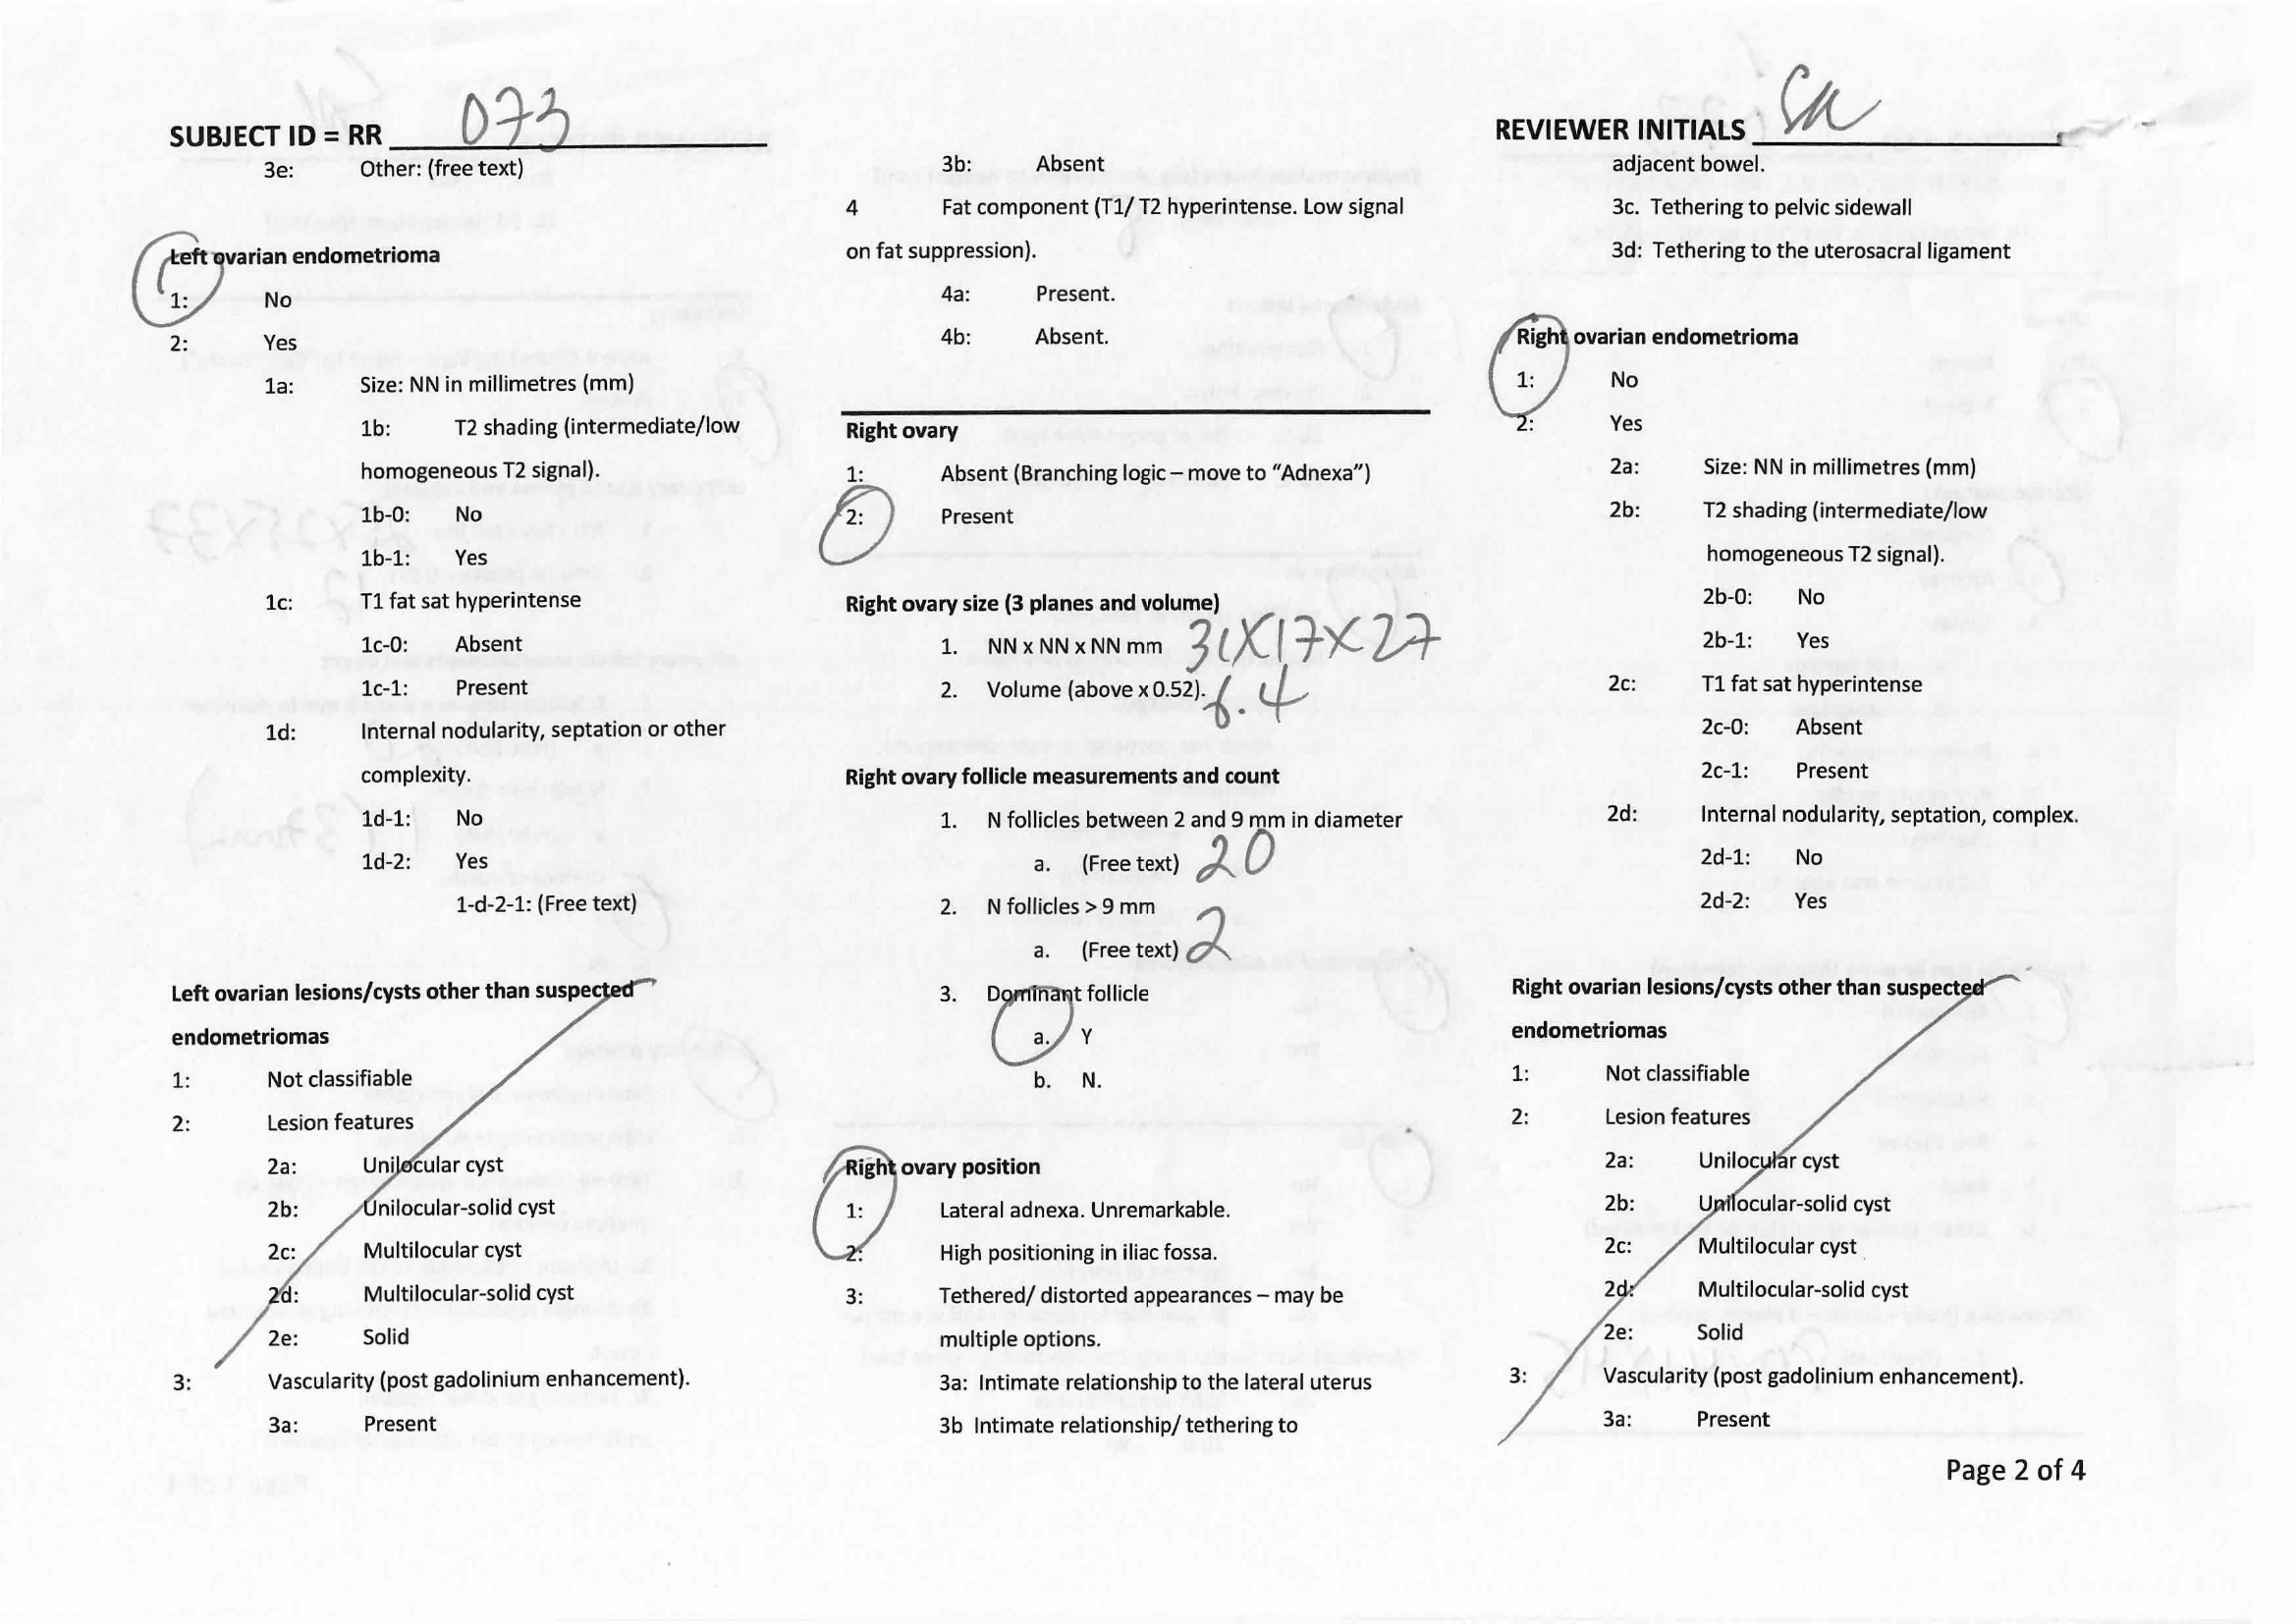 SUBJECT ID = RR 073
3e: Other: (free text)
Left ovarian endometrioma
1: No
2: Yes
1a: Size: NN in millimetres (mm)
1b: T2 shading (intermediate/low
homogeneous T2 signal).
1b-0: No
1b-1: Yes
1c: T1 fat sat hyperintense
1c-0: Absent
1c-1: Present
1d: Internal nodularity, septation or other
complexity.
1d-1: No
1d-2: Yes
1-d-2-1: (Free text)
Left ovarian lesions/cysts other than suspected
endometriomas
1: Not classifiable
2: Lesion features
2a: Unilocular cyst
2b: Unilocular-solid cyst
2c: Multilocular cyst
2d: Multilocular-solid cyst
2e: Solid
3: Vascularity (post gadolinium enhancement).
3a: Present
3b: Absent
4 Fat component (T1/ T2 hyperintense. Low signal
on fat suppression).
4a: Present.
4b: Absent.
Right ovary
1: Absent (Branching logic – move to “Adnexa”)
2: Present
Right ovary size (3 planes and volume)
1. NN x NN x NN mm 31X17X27
2. Volume (above x 0.52). 6.4
Right ovary follicle measurements and count
1. N follicles between 2 and 9 mm in diameter
a. (Free text) 20
2. N follicles > 9 mm
a. (Free text) 2
3. Dominant follicle
a. Y
b. N.
Right ovary position
1: Lateral adnexa. Unremarkable.
2: High positioning in iliac fossa.
3: Tethered/ distorted appearances – may be
multiple options.
3a: Intimate relationship to the lateral uterus
3b Intimate relationship/ tethering to
REVIEWER INITIALS
adjacent bowel.
3c. Tethering to pelvic sidewall
3d: Tethering to the uterosacral ligament
Right ovarian endometrioma
1: No
2: Yes
2a: Size: NN in millimetres (mm)
2b: T2 shading (intermediate/low
homogeneous T2 signal).
2b-0: No
2b-1: Yes
2c: T1 fat sat hyperintense
2c-0: Absent
2c-1: Present
2d: Internal nodularity, septation, complex.
2d-1: No
2d-2: Yes
Right ovarian lesions/cysts other than suspected
endometriomas
1: Not classifiable
2: Lesion features
2a: Unilocular cyst
2b: Unilocular-solid cyst
2c: Multilocular cyst
2d: Multilocular-solid cyst
2e: Solid
3: Vascularity (post gadolinium enhancement).
3a: Present
Page 2 of 4